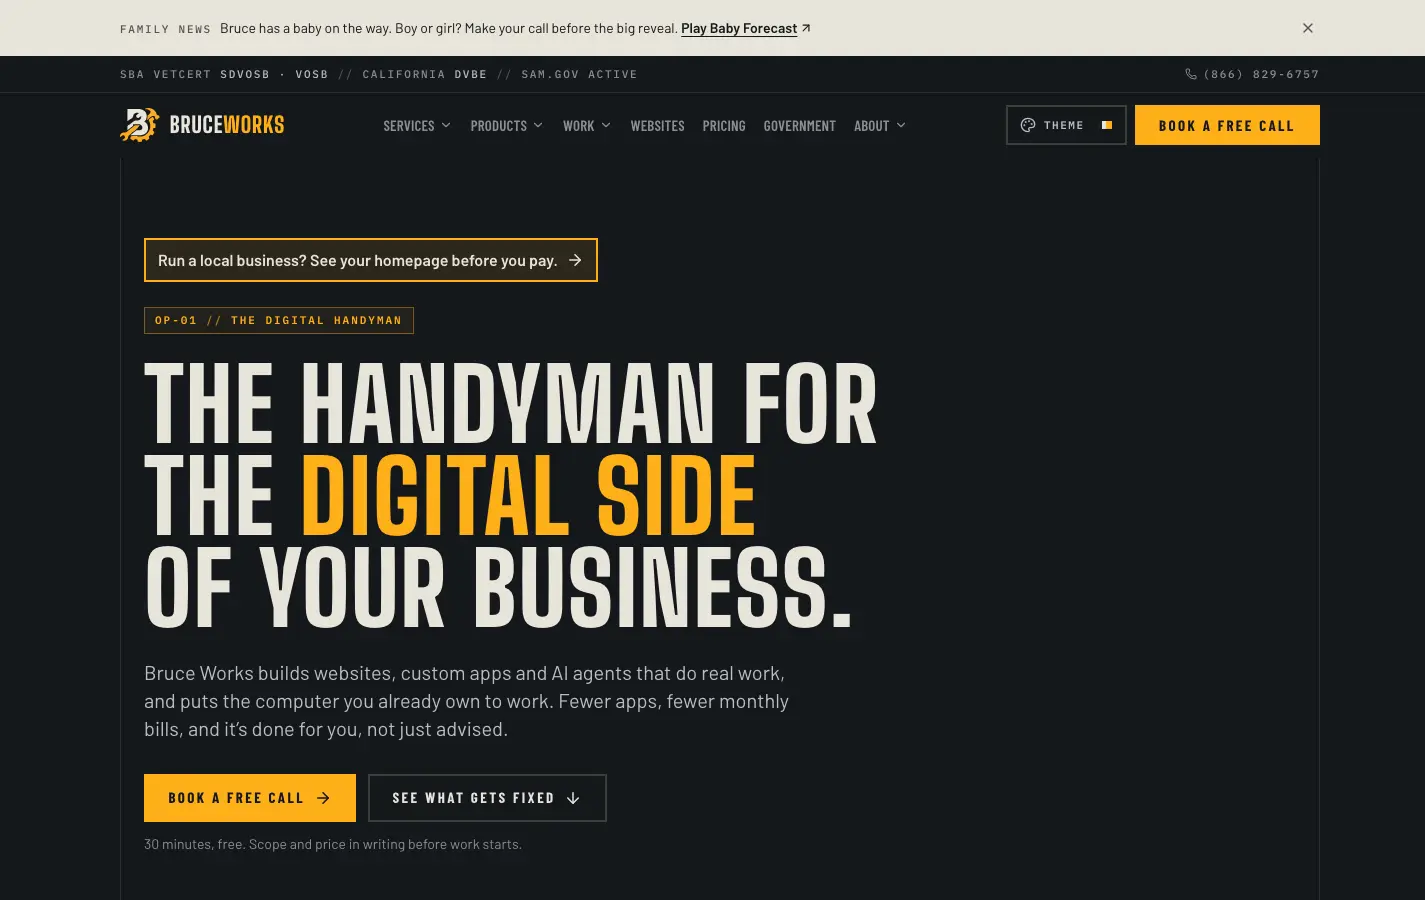 FAMILY NEWS Bruce has a baby on the way. Boy or girl? Make your call before the big reveal. Play Baby Forecast
SBA VETCERT SDVOSB · VOSB // CALIFORNIA DVBE // SAM.GOV ACTIVE
(866) 829-6757
BRUCEWORKS
SERVICES
PRODUCTS
WORK
WEBSITES
PRICING
GOVERNMENT
ABOUT
THEME
BOOK A FREE CALL
Run a local business? See your homepage before you pay.
OP-01 // THE DIGITAL HANDYMAN
THE HANDYMAN FOR
THE DIGITAL SIDE
OF YOUR BUSINESS.
Bruce Works builds websites, custom apps and AI agents that do real work,
and puts the computer you already own to work. Fewer apps, fewer monthly
bills, and it’s done for you, not just advised.
BOOK A FREE CALL
SEE WHAT GETS FIXED
30 minutes, free. Scope and price in writing before work starts.